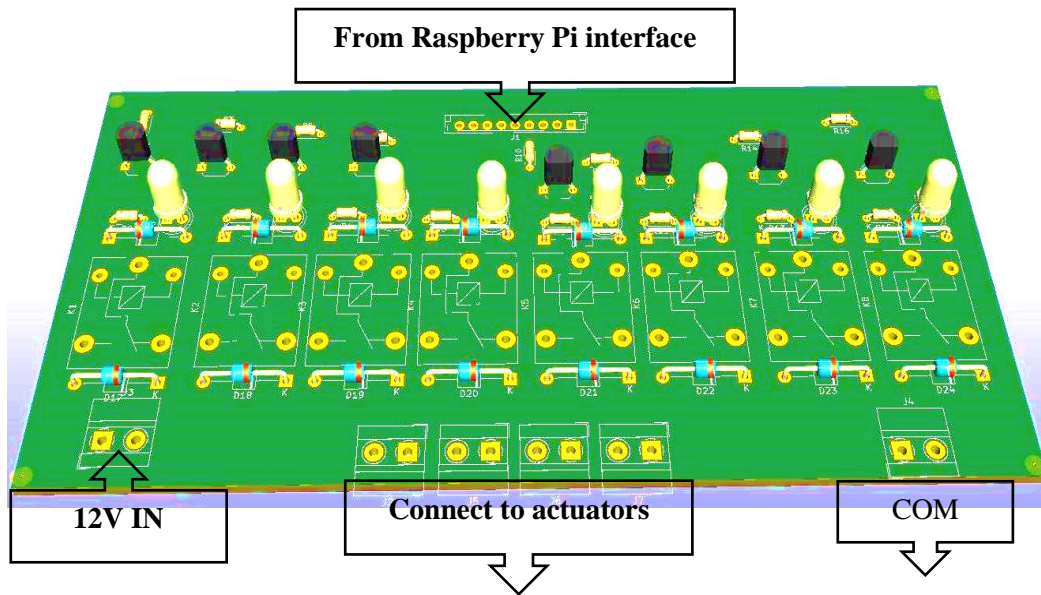 From Raspberry Pi interface
J1
R10
R14
R16
K1
K2
K3
K4
K5
K6
K7
K8
K
K
K
K
K
K
K
D18
D19
D20
D21
D22
D23
D24
J4
12V IN
Connect to actuators
COM